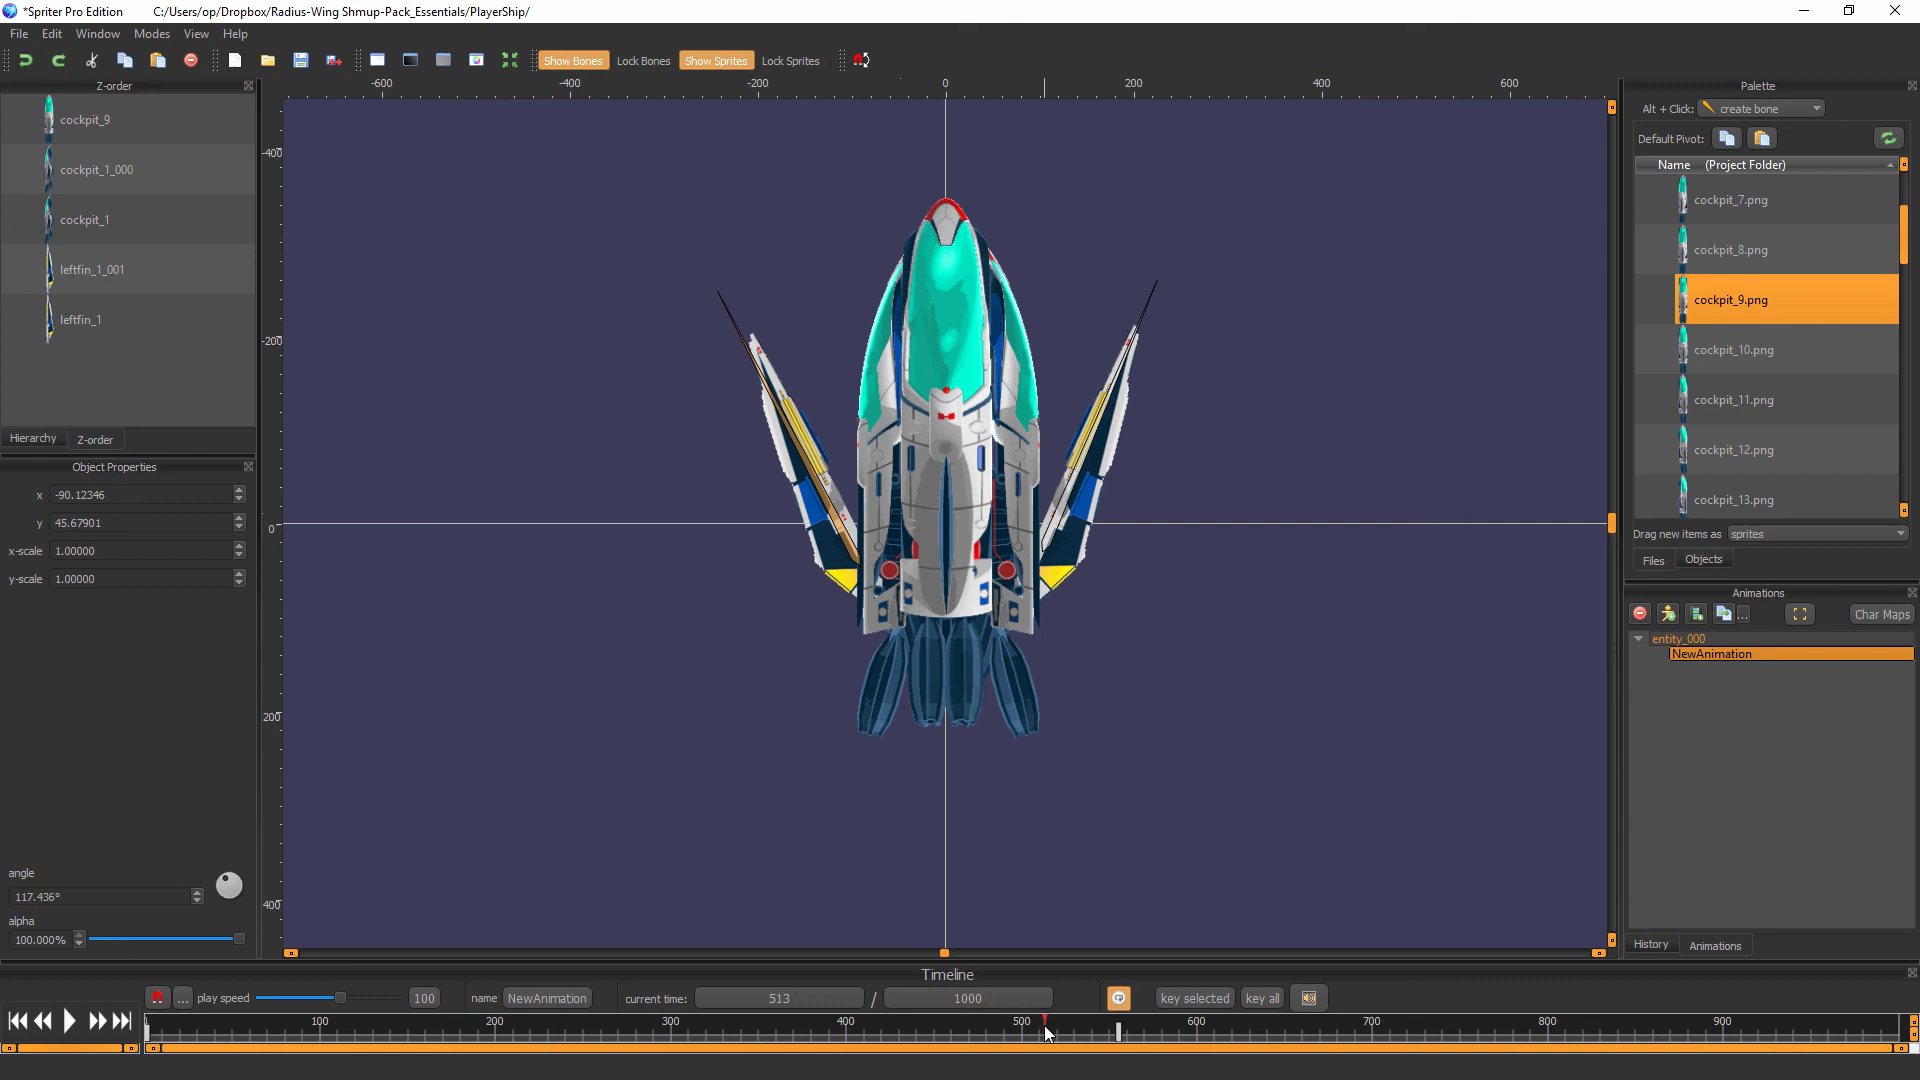 *Spriter Pro Edition C:/Users/op/Dropbox/Radius-Wing Shmup-Pack_Essentials/PlayerShip/
File Edit Window Modes View Help
Show Bones Lock Bones Show Sprites Lock Sprites
Z-order
cockpit_9
cockpit_1_000
cockpit_1
leftfin_1_001
leftfin_1
Hierarchy Z-order
Object Properties
x -90.12346
y 45.67901
x-scale 1.00000
y-scale 1.00000
angle
117.436°
alpha
100.000%
-600 -400 -200 0 200 400 600
-400
-200
0
200
400
Palette
Alt + Click: create bone
Default Pivot:
Name (Project Folder)
cockpit_7.png
cockpit_8.png
cockpit_9.png
cockpit_10.png
cockpit_11.png
cockpit_12.png
cockpit_13.png
Drag new items as sprites
Files Objects
Animations
... Char Maps
entity_000
NewAnimation
History Animations
Timeline
... play speed 100 name NewAnimation current time: 513 / 1000 key selected key all
100 200 300 400 500 600 700 800 900